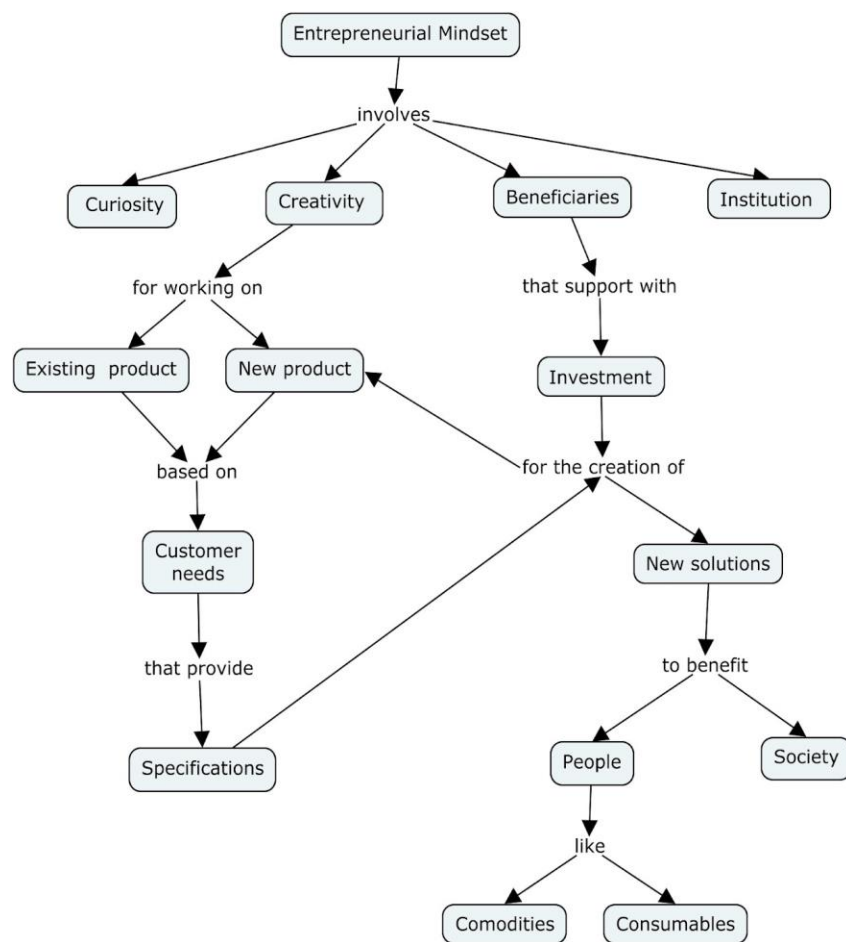 Entrepreneurial Mindset
involves
Curiosity
Creativity
Beneficiaries
Institution
for working on
that support with
Existing product
New product
Investment
based on
for the creation of
Customer
needs
New solutions
that provide
to benefit
Specifications
People
Society
like
Comodities
Consumables